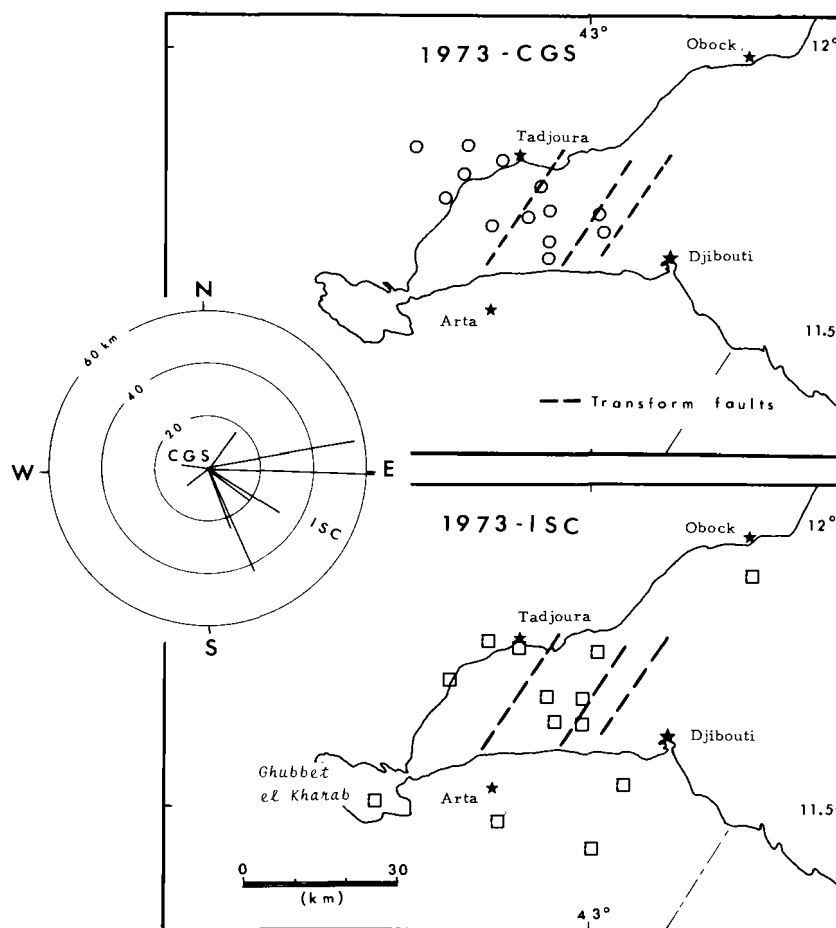 43°
1973-CGS
Obock
12°
Tadjoura
Djibouti
Arta
11.5
Transform faults
N
60 km
40
20
CGS
W
E
ISC
S
43°
1973-ISC
Obock
12°
Tadjoura
Djibouti
Ghubbet
el Kharab
Arta
11.5
0 30
(km)
43°